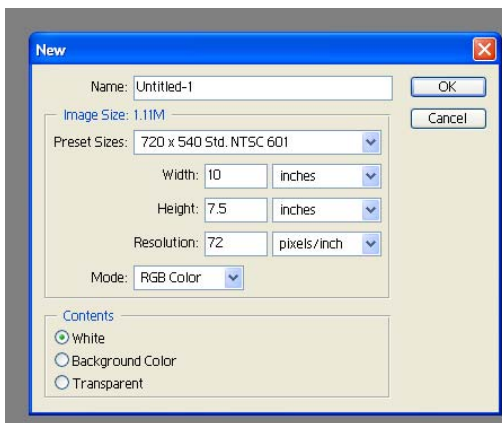 New
Name: Untitled-1
OK
Image Size: 1.11M
Cancel
Preset Sizes: 720 x 540 Std. NTSC 601
Width: 10 inches
Height: 7.5 inches
Resolution: 72 pixels/inch
Mode: RGB Color
Contents
White
Background Color
Transparent